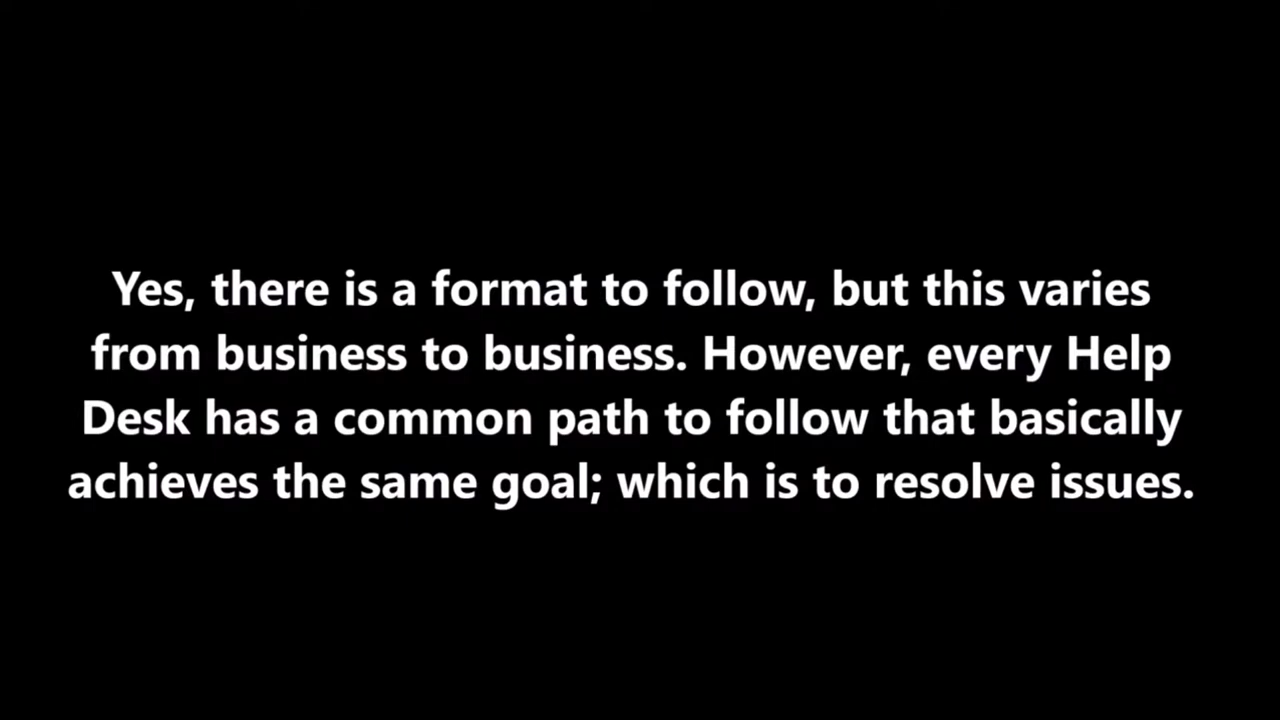 Yes, there is a format to follow, but this varies
from business to business. However, every Help
Desk has a common path to follow that basically
achieves the same goal; which is to resolve issues.